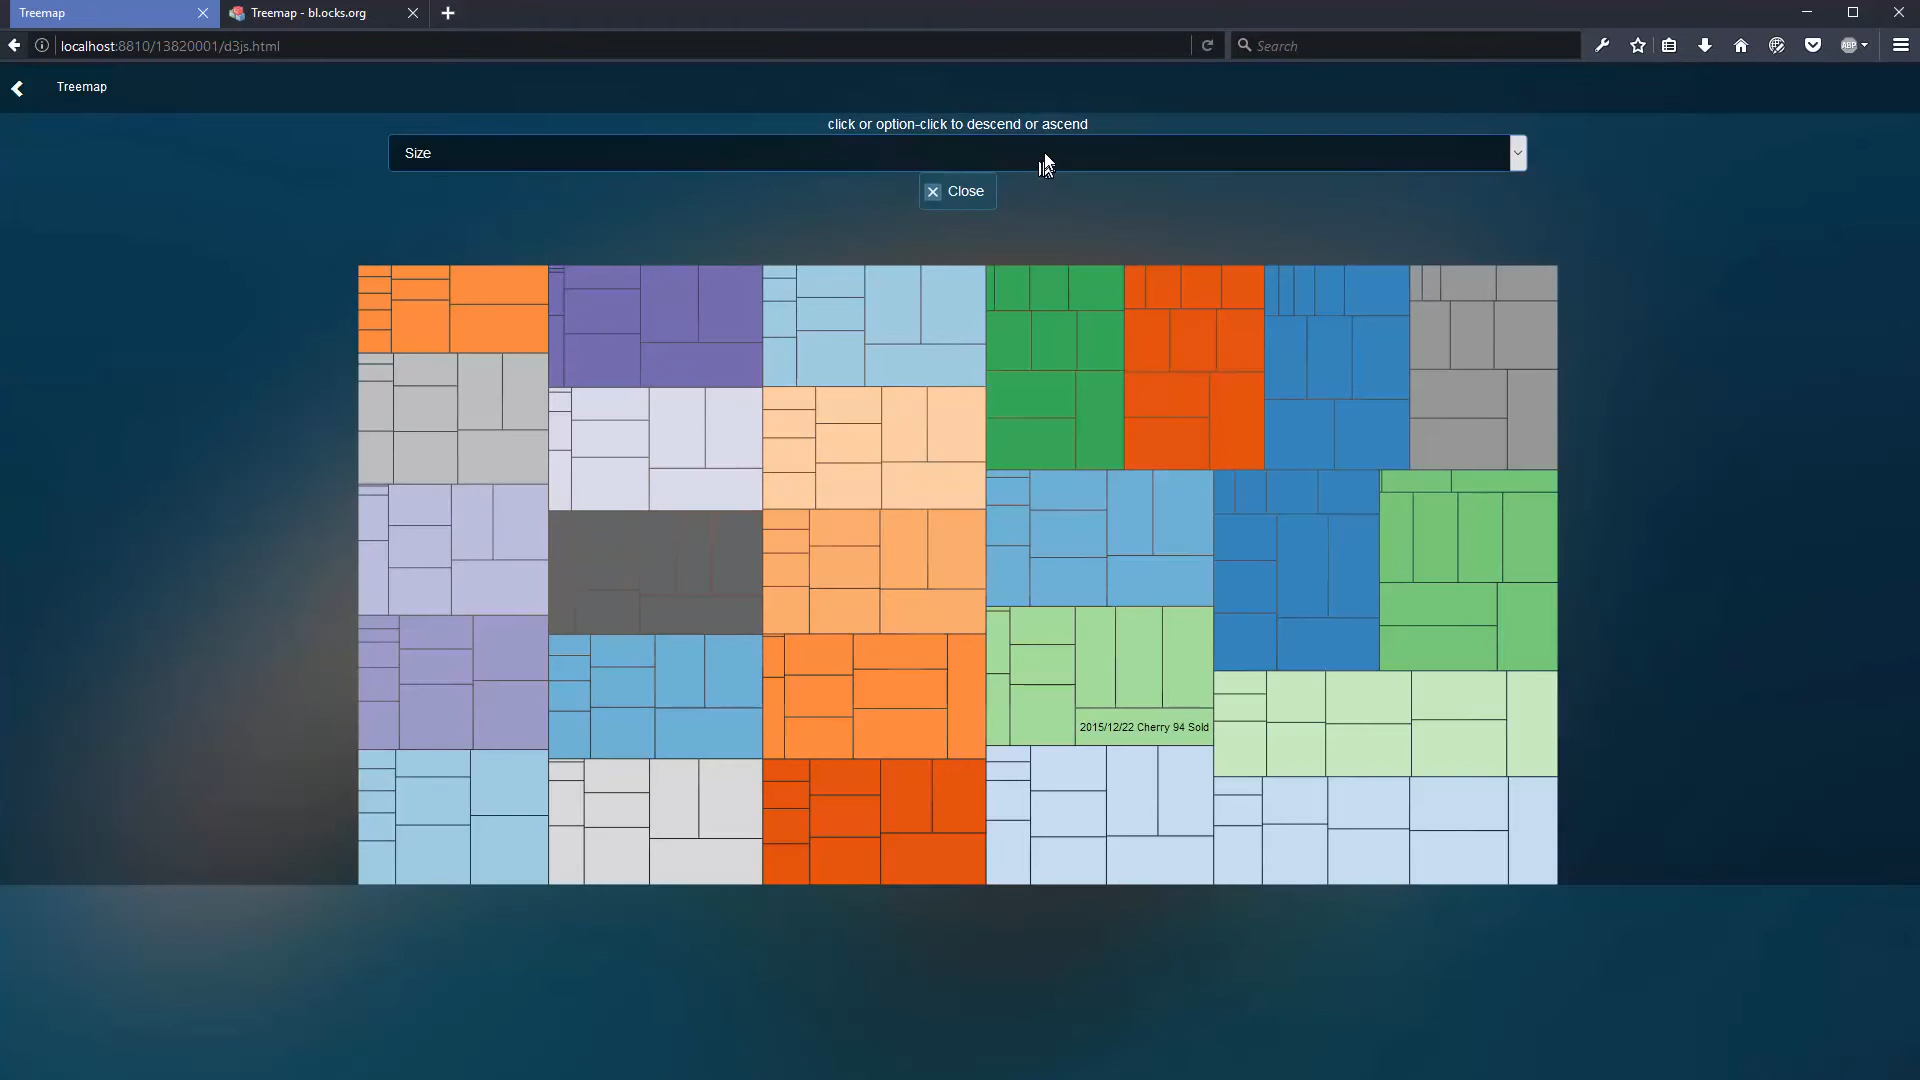 Treemap
Treemap - bl.ocks.org
localhost:8810/13820001/d3js.html
Search
ABP
Treemap
click or option-click to descend or ascend
Size
Close
2015/12/22 Cherry 94 Sold